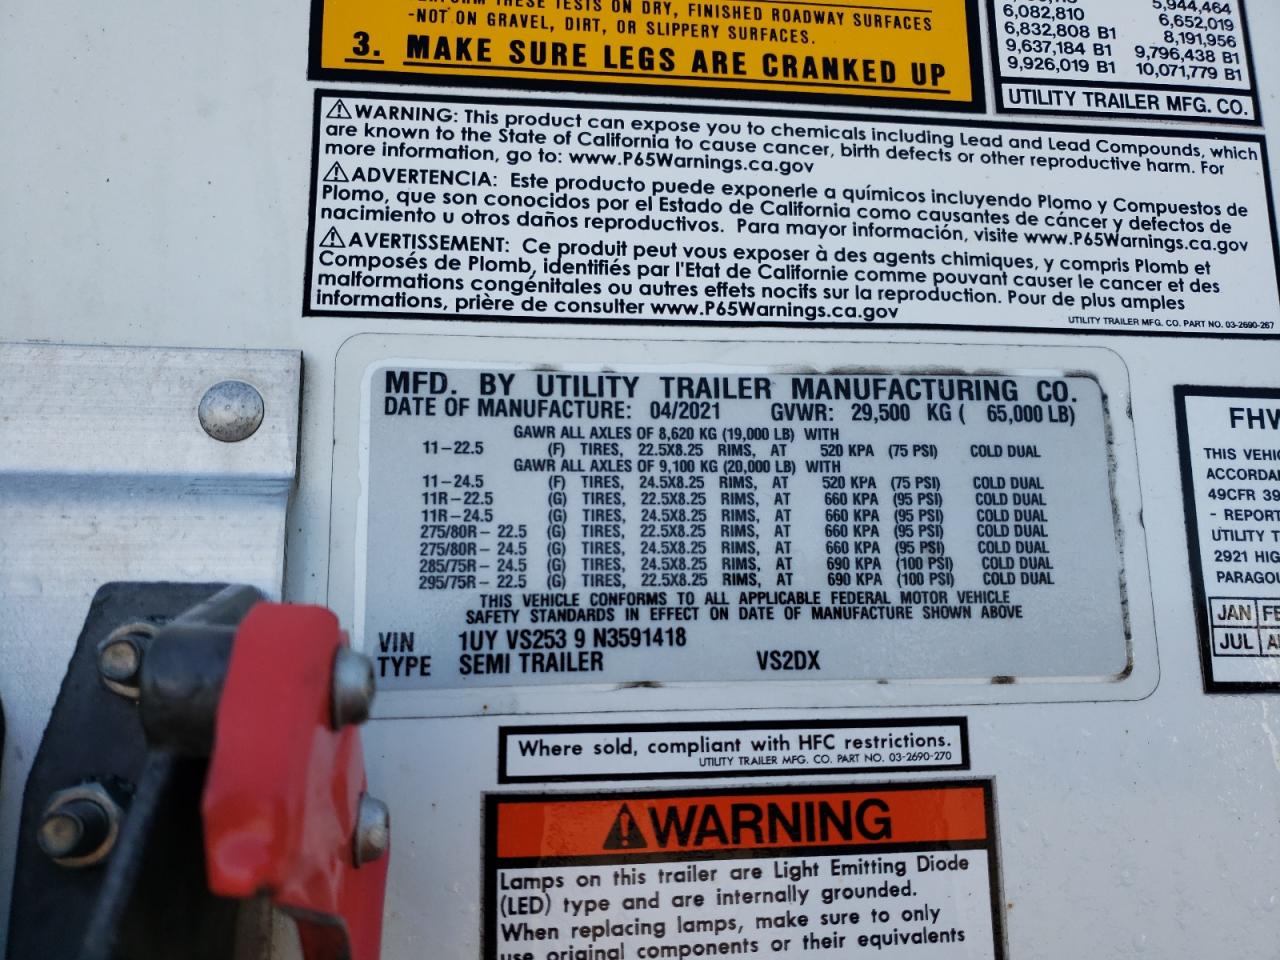 THESE TESTS ON DRY, FINISHED ROADWAY SURFACES
-NOT ON GRAVEL, DIRT, OR SLIPPERY SURFACES.
3. MAKE SURE LEGS ARE CRANKED UP
5,944,464
6,082,810 6,652,019
6,832,808 B1 8,191,956
9,637,184 B1 9,796,438 B1
9,926,019 B1 10,071,779 B1
UTILITY TRAILER MFG. CO.
⚠WARNING: This product can expose you to chemicals including Lead and Lead Compounds, which
are known to the State of California to cause cancer, birth defects or other reproductive harm. For
more information, go to: www.P65Warnings.ca.gov
⚠ADVERTENCIA: Este producto puede exponerle a químicos incluyendo Plomo y Compuestos de
Plomo, que son conocidos por el Estado de California como causantes de cáncer y defectos de
nacimiento u otros daños reproductivos. Para mayor información, visite www.P65Warnings.ca.gov
⚠AVERTISSEMENT: Ce produit peut vous exposer à des agents chimiques, y compris Plomb et
Composés de Plomb, identifiés par l'Etat de Californie comme pouvant causer le cancer et des
malformations congénitales ou autres effets nocifs sur la reproduction. Pour de plus amples
informations, prière de consulter www.P65Warnings.ca.gov
UTILITY TRAILER MFG. CO. PART NO. 03-2690-267
MFD. BY UTILITY TRAILER MANUFACTURING CO.
DATE OF MANUFACTURE: 04/2021 GVWR: 29,500 KG ( 65,000 LB)
GAWR ALL AXLES OF 8,620 KG (19,000 LB) WITH
11-22.5 (F) TIRES, 22.5X8.25 RIMS, AT 520 KPA (75 PSI) COLD DUAL
GAWR ALL AXLES OF 9,100 KG (20,000 LB) WITH
11-24.5 (F) TIRES, 24.5X8.25 RIMS, AT 520 KPA (75 PSI) COLD DUAL
11R-22.5 (G) TIRES, 22.5X8.25 RIMS, AT 660 KPA (95 PSI) COLD DUAL
11R-24.5 (G) TIRES, 24.5X8.25 RIMS, AT 660 KPA (95 PSI) COLD DUAL
275/80R- 22.5 (G) TIRES, 22.5X8.25 RIMS, AT 660 KPA (95 PSI) COLD DUAL
275/80R- 24.5 (G) TIRES, 24.5X8.25 RIMS, AT 660 KPA (95 PSI) COLD DUAL
285/75R- 24.5 (G) TIRES, 24.5X8.25 RIMS, AT 690 KPA (100 PSI) COLD DUAL
295/75R- 22.5 (G) TIRES, 22.5X8.25 RIMS, AT 690 KPA (100 PSI) COLD DUAL
THIS VEHICLE CONFORMS TO ALL APPLICABLE FEDERAL MOTOR VEHICLE
SAFETY STANDARDS IN EFFECT ON DATE OF MANUFACTURE SHOWN ABOVE
VIN 1UY VS253 9 N3591418
TYPE SEMI TRAILER VS2DX
FHW
THIS VEHIC
ACCORDA
49CFR 39
- REPORT
UTILITY T
2921 HIG
PARAGOU
JAN FE
JUL A
Where sold, compliant with HFC restrictions.
UTILITY TRAILER MFG. CO. PART NO. 03-2690-270
⚠WARNING
Lamps on this trailer are Light Emitting Diode
(LED) type and are internally grounded.
When replacing lamps, make sure to only
use original components or their equivalents